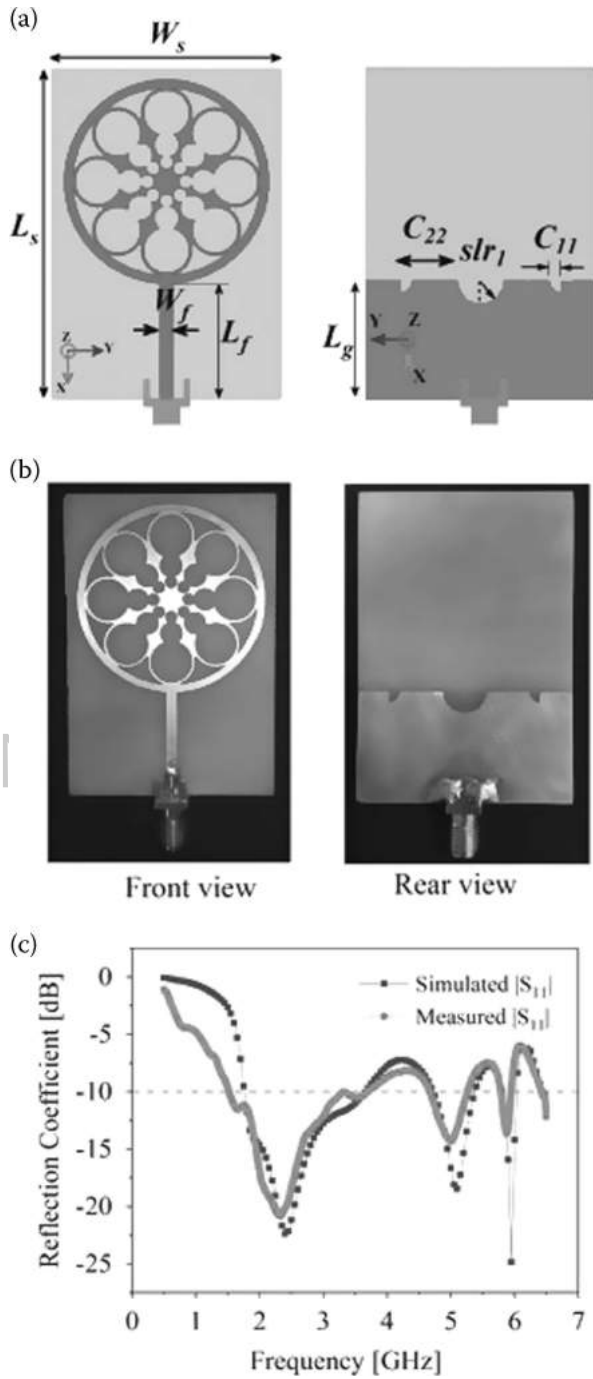 (a)
W_s
L_s
W_f
L_f
Z
Y
X
C_22
slr_1
C_11
L_g
Y
Z
X
(b)
Front view
Rear view
(c)
Reflection Coefficient [dB]
0
-5
-10
-15
-20
-25
Simulated |S_11|
Measured |S_11|
0 1 2 3 4 5 6 7
Frequency [GHz]